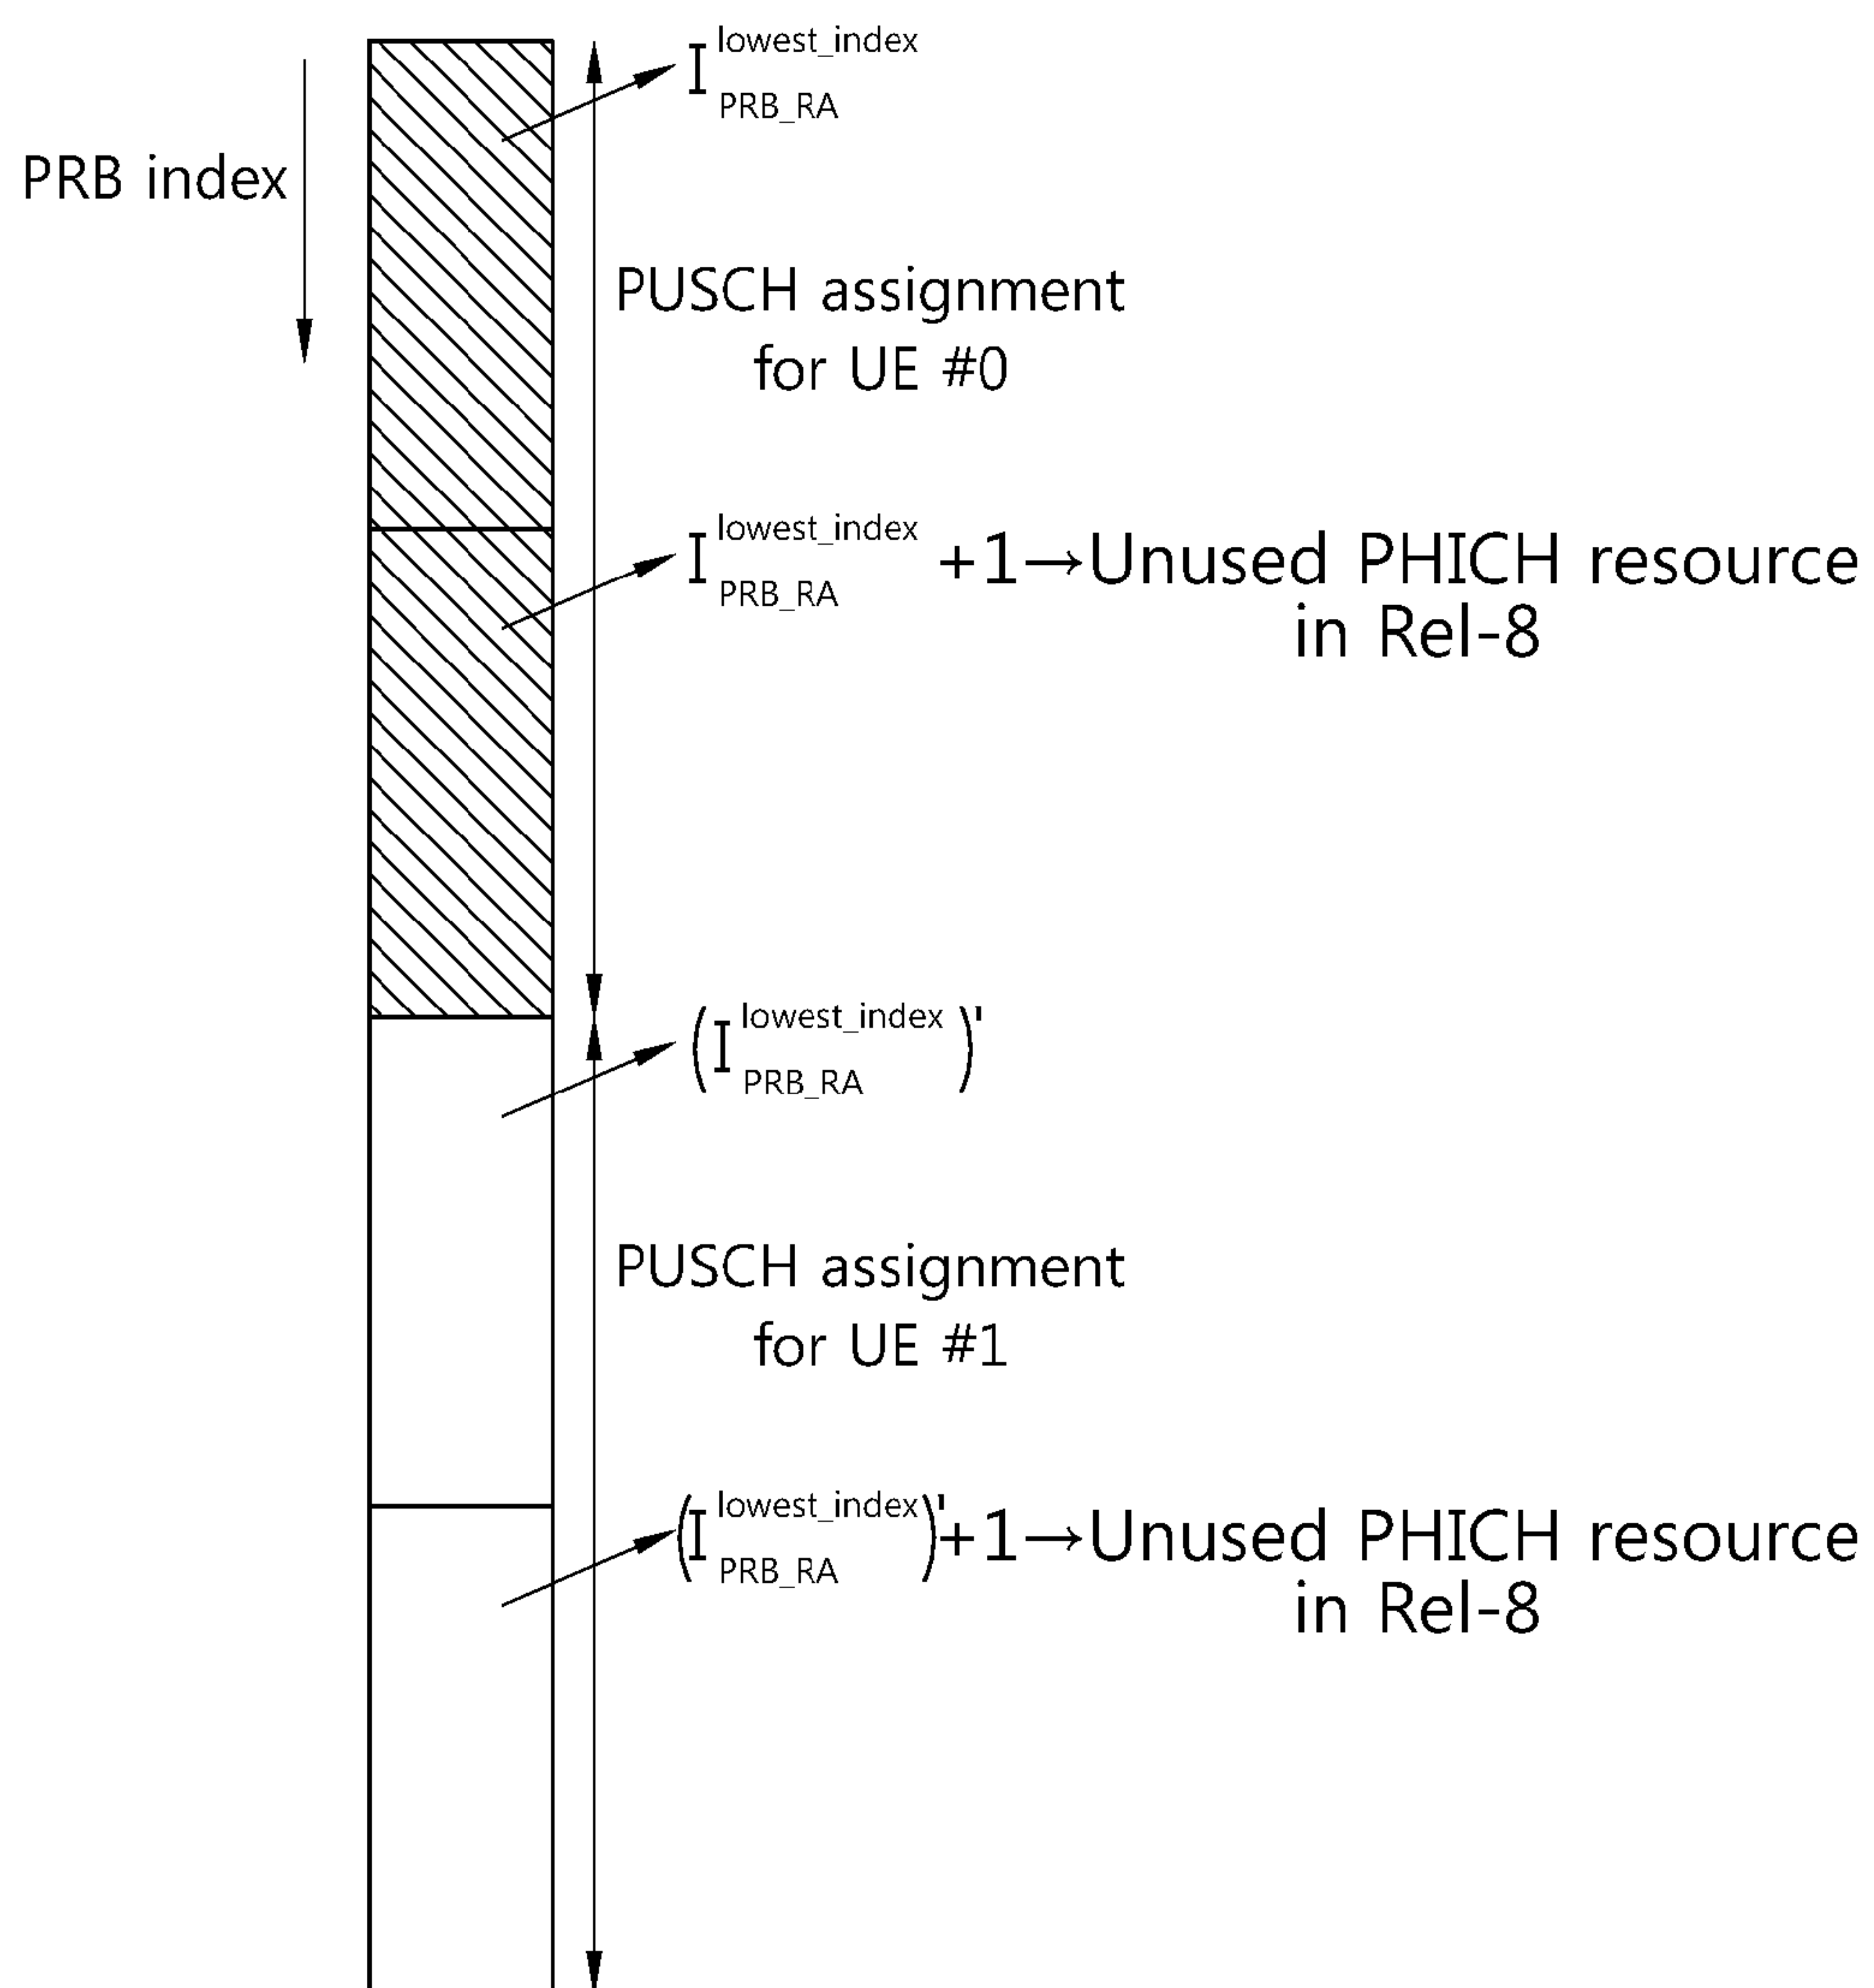 I lowest_index PRB_RA
PRB index
PUSCH assignment
for UE #0
I lowest_index PRB_RA +1→Unused PHICH resource
in Rel-8
(I lowest_index PRB_RA)'
PUSCH assignment
for UE #1
(I lowest_index PRB_RA)'+1→Unused PHICH resource
in Rel-8